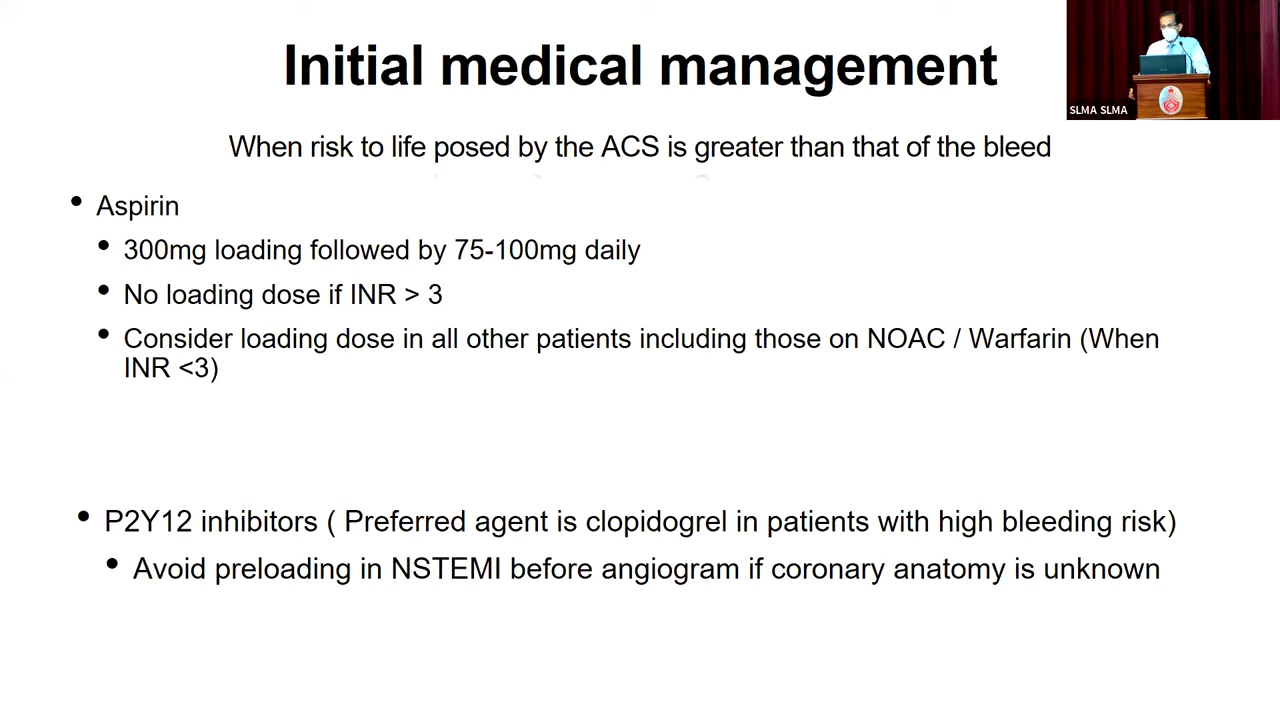 Initial medical management
SLMA SLMA
When risk to life posed by the ACS is greater than that of the bleed
• Aspirin
• 300mg loading followed by 75-100mg daily
• No loading dose if INR > 3
• Consider loading dose in all other patients including those on NOAC / Warfarin (When
INR <3)
• P2Y12 inhibitors ( Preferred agent is clopidogrel in patients with high bleeding risk)
• Avoid preloading in NSTEMI before angiogram if coronary anatomy is unknown